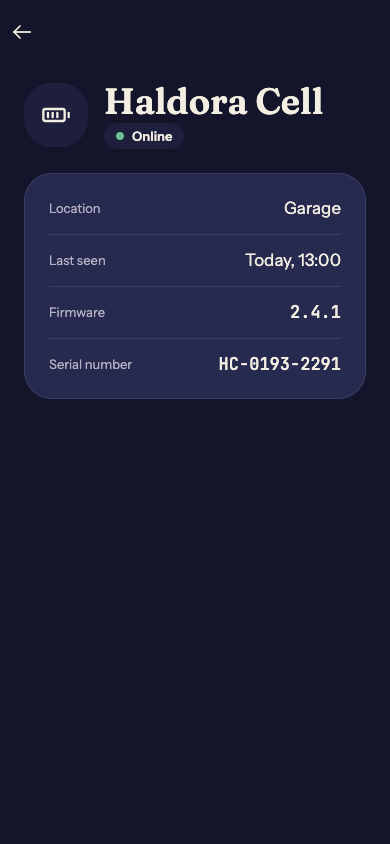 Haldora Cell
Online
Location Garage
Last seen Today, 13:00
Firmware 2.4.1
Serial number HC-0193-2291